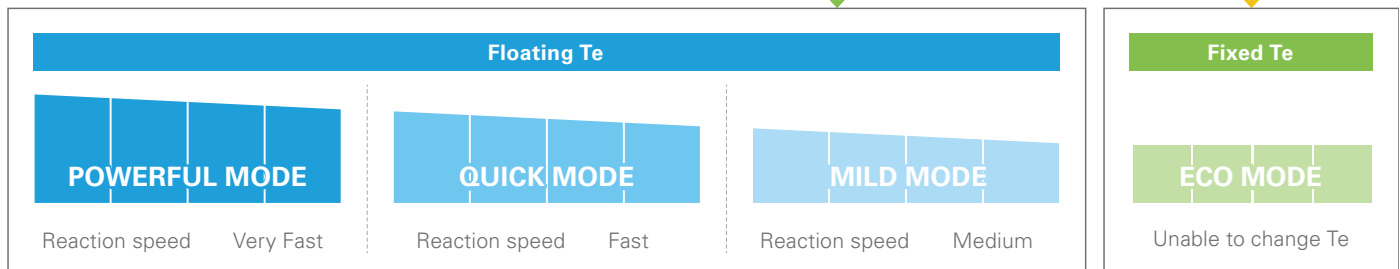 Floating Te
POWERFUL MODE
Reaction speed Very Fast
QUICK MODE
Reaction speed Fast
MILD MODE
Reaction speed Medium
Fixed Te
ECO MODE
Unable to change Te